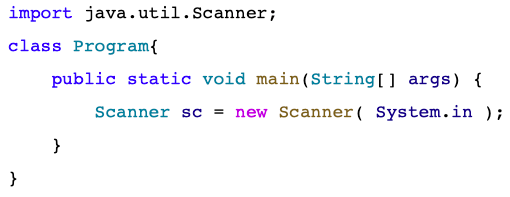 import java.util.Scanner;
class Program{
    public static void main(String[] args) {
        Scanner sc = new Scanner( System.in );
    }
}